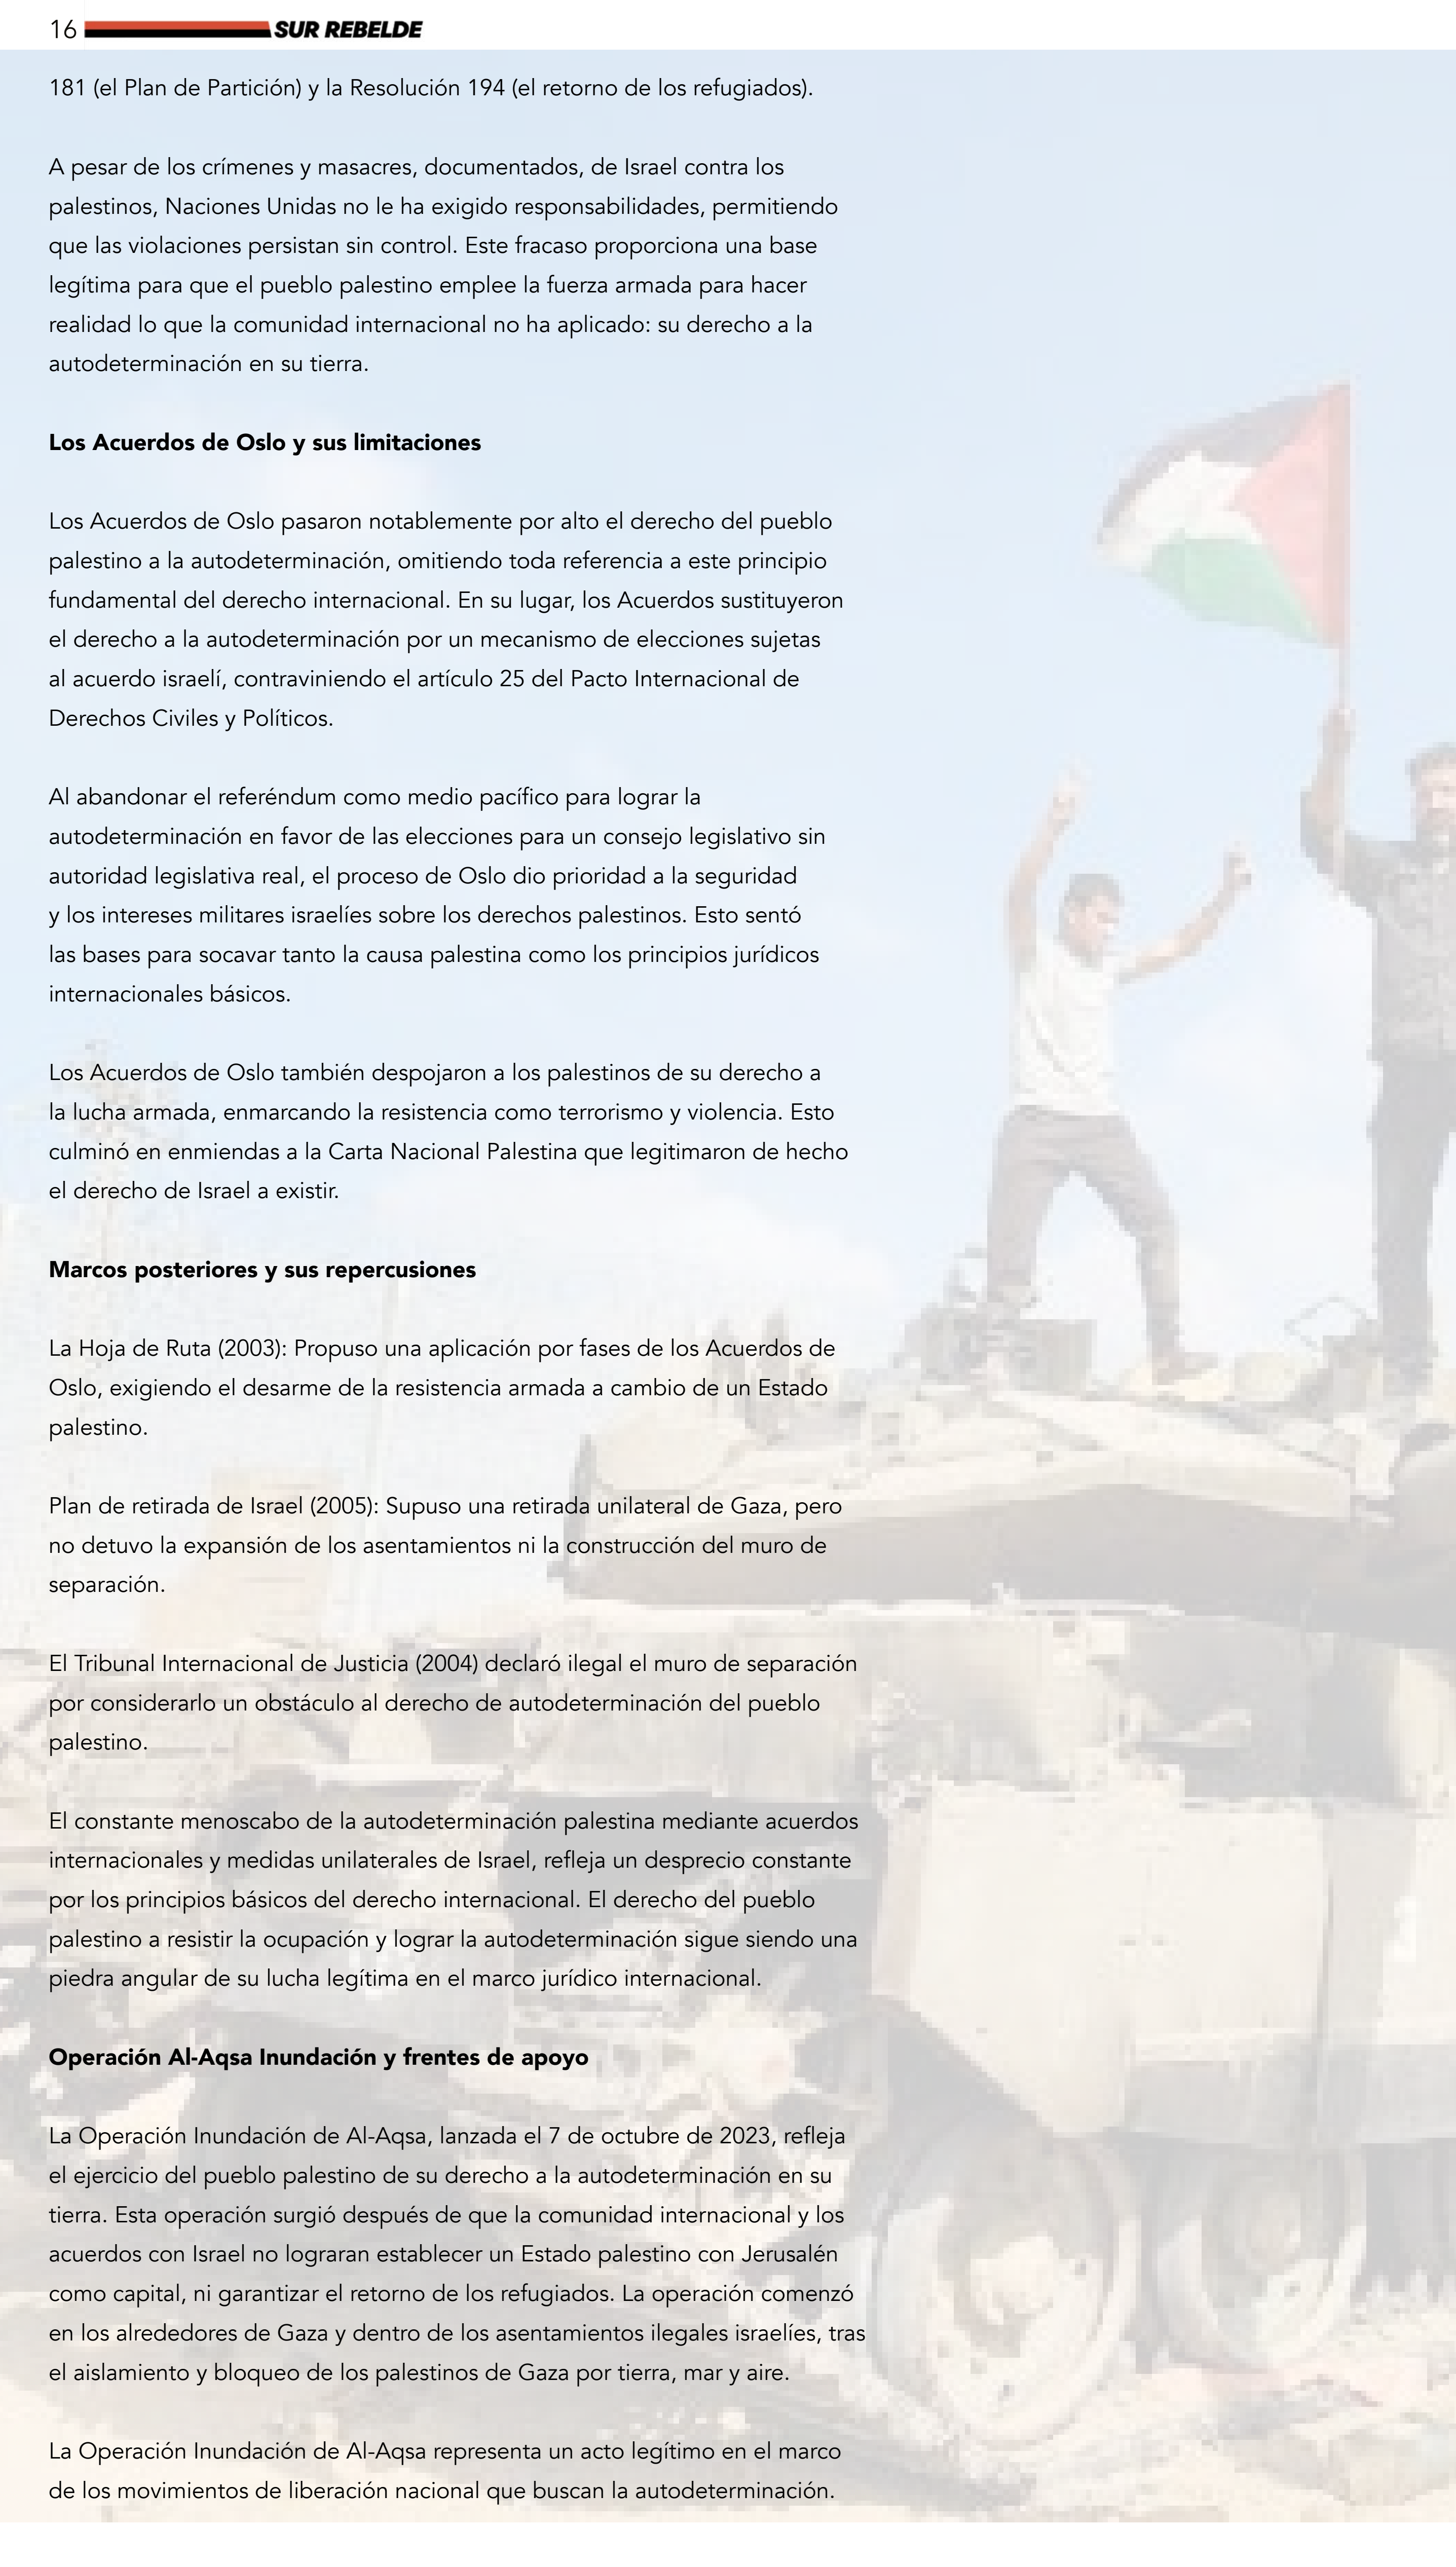 16 SUR REBELDE
181 (el Plan de Partición) y la Resolución 194 (el retorno de los refugiados).
A pesar de los crímenes y masacres, documentados, de Israel contra los
palestinos, Naciones Unidas no le ha exigido responsabilidades, permitiendo
que las violaciones persistan sin control. Este fracaso proporciona una base
legítima para que el pueblo palestino emplee la fuerza armada para hacer
realidad lo que la comunidad internacional no ha aplicado: su derecho a la
autodeterminación en su tierra.
Los Acuerdos de Oslo y sus limitaciones
Los Acuerdos de Oslo pasaron notablemente por alto el derecho del pueblo
palestino a la autodeterminación, omitiendo toda referencia a este principio
fundamental del derecho internacional. En su lugar, los Acuerdos sustituyeron
el derecho a la autodeterminación por un mecanismo de elecciones sujetas
al acuerdo israelí, contraviniendo el artículo 25 del Pacto Internacional de
Derechos Civiles y Políticos.
Al abandonar el referéndum como medio pacífico para lograr la
autodeterminación en favor de las elecciones para un consejo legislativo sin
autoridad legislativa real, el proceso de Oslo dio prioridad a la seguridad
y los intereses militares israelíes sobre los derechos palestinos. Esto sentó
las bases para socavar tanto la causa palestina como los principios jurídicos
internacionales básicos.
Los Acuerdos de Oslo también despojaron a los palestinos de su derecho a
la lucha armada, enmarcando la resistencia como terrorismo y violencia. Esto
culminó en enmiendas a la Carta Nacional Palestina que legitimaron de hecho
el derecho de Israel a existir.
Marcos posteriores y sus repercusiones
La Hoja de Ruta (2003): Propuso una aplicación por fases de los Acuerdos de
Oslo, exigiendo el desarme de la resistencia armada a cambio de un Estado
palestino.
Plan de retirada de Israel (2005): Supuso una retirada unilateral de Gaza, pero
no detuvo la expansión de los asentamientos ni la construcción del muro de
separación.
El Tribunal Internacional de Justicia (2004) declaró ilegal el muro de separación
por considerarlo un obstáculo al derecho de autodeterminación del pueblo
palestino.
El constante menoscabo de la autodeterminación palestina mediante acuerdos
internacionales y medidas unilaterales de Israel, refleja un desprecio constante
por los principios básicos del derecho internacional. El derecho del pueblo
palestino a resistir la ocupación y lograr la autodeterminación sigue siendo una
piedra angular de su lucha legítima en el marco jurídico internacional.
Operación Al-Aqsa Inundación y frentes de apoyo
La Operación Inundación de Al-Aqsa, lanzada el 7 de octubre de 2023, refleja
el ejercicio del pueblo palestino de su derecho a la autodeterminación en su
tierra. Esta operación surgió después de que la comunidad internacional y los
acuerdos con Israel no lograran establecer un Estado palestino con Jerusalén
como capital, ni garantizar el retorno de los refugiados. La operación comenzó
en los alrededores de Gaza y dentro de los asentamientos ilegales israelíes, tras
el aislamiento y bloqueo de los palestinos de Gaza por tierra, mar y aire.
La Operación Inundación de Al-Aqsa representa un acto legítimo en el marco
de los movimientos de liberación nacional que buscan la autodeterminación.